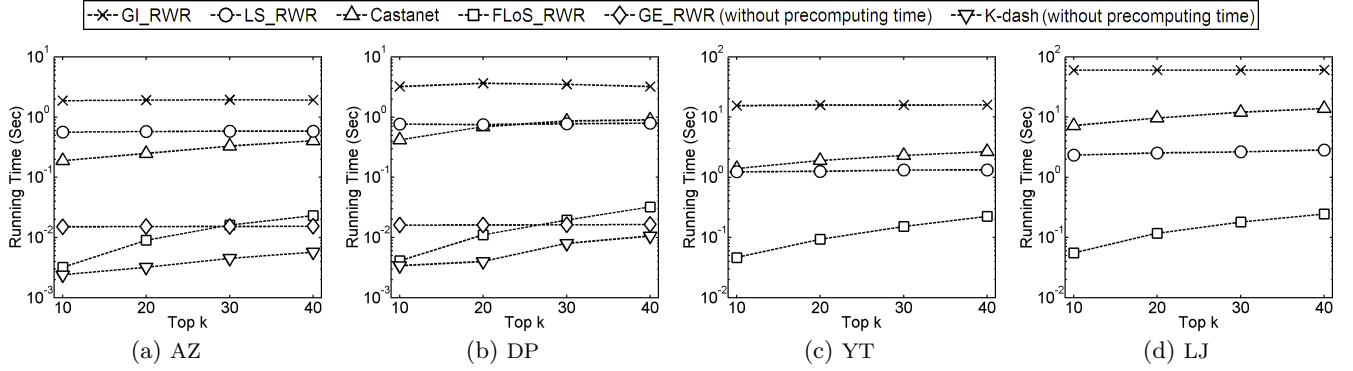 GI_RWR LS_RWR Castanet FLoS_RWR GE_RWR (without precomputing time) K-dash (without precomputing time)
Running Time (Sec)
10^1
10^0
10^-1
10^-2
10^-3
10 20 30 40
Top k
(a) AZ
Running Time (Sec)
10^1
10^0
10^-1
10^-2
10^-3
10 20 30 40
Top k
(b) DP
Running Time (Sec)
10^2
10^1
10^0
10^-1
10^-2
10 20 30 40
Top k
(c) YT
Running Time (Sec)
10^2
10^1
10^0
10^-1
10^-2
10 20 30 40
Top k
(d) LJ